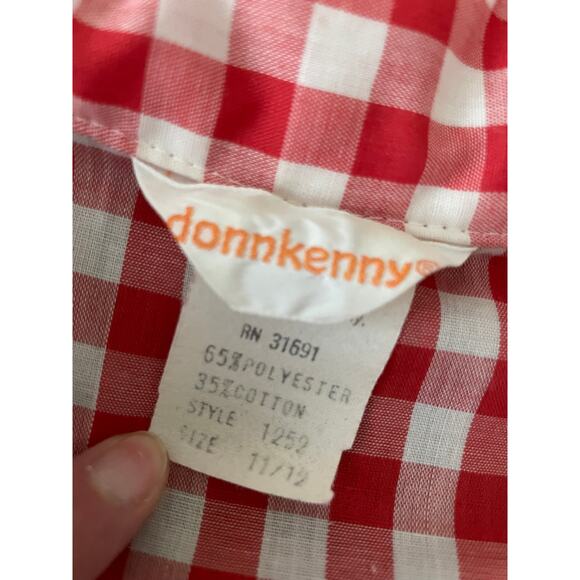 donnkenny®
RN 31691
65%POLYESTER
35%COTTON
STYLE 1252
SIZE 11/12